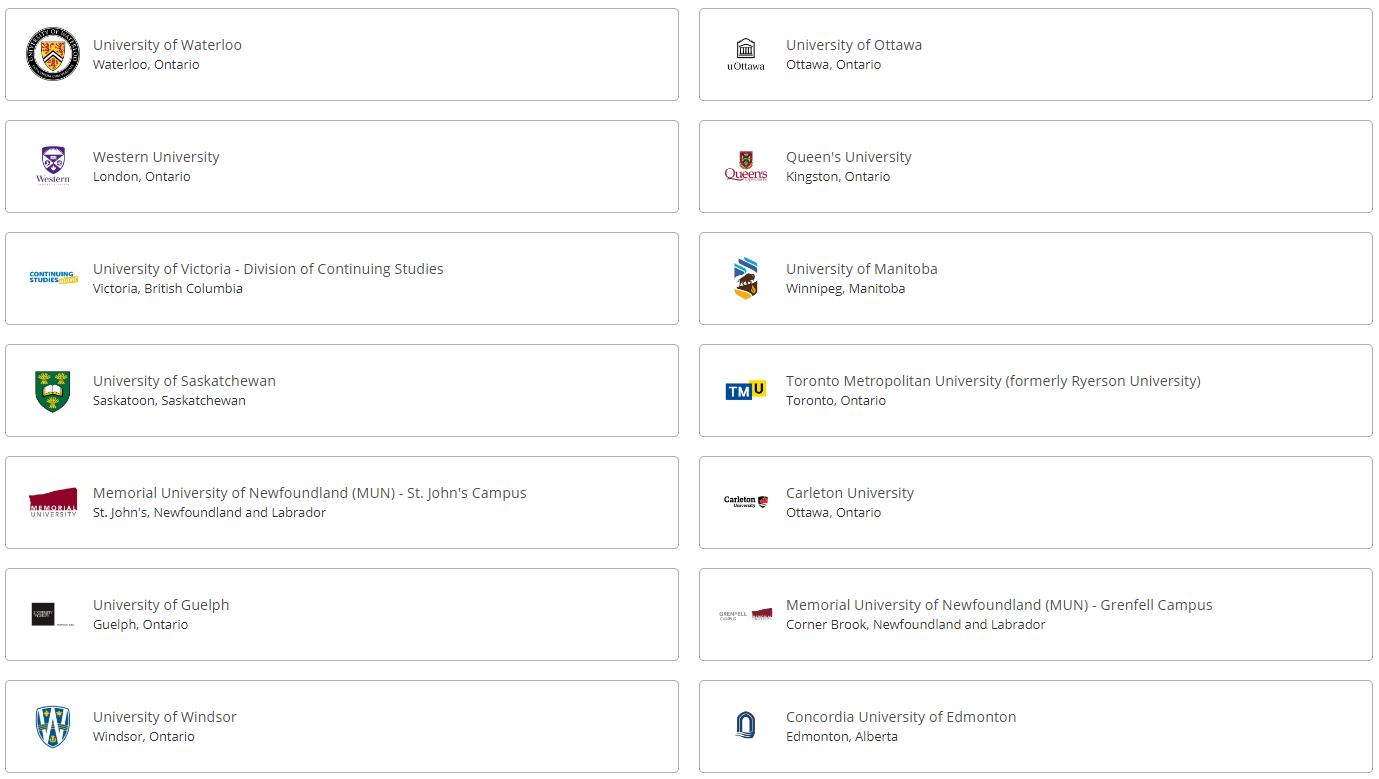 University of Waterloo
Waterloo, Ontario
uOttawa
University of Ottawa
Ottawa, Ontario
Western
Western University
London, Ontario
Queen's
Queen's University
Kingston, Ontario
CONTINUING
STUDIES
University of Victoria - Division of Continuing Studies
Victoria, British Columbia
University of Manitoba
Winnipeg, Manitoba
University of Saskatchewan
Saskatoon, Saskatchewan
TMU
Toronto Metropolitan University (formerly Ryerson University)
Toronto, Ontario
MEMORIAL
UNIVERSITY
Memorial University of Newfoundland (MUN) - St. John's Campus
St. John's, Newfoundland and Labrador
Carleton
University
Carleton University
Ottawa, Ontario
University of Guelph
Guelph, Ontario
GRENFELL
CAMPUS
Memorial University of Newfoundland (MUN) - Grenfell Campus
Corner Brook, Newfoundland and Labrador
University of Windsor
Windsor, Ontario
Concordia University of Edmonton
Edmonton, Alberta